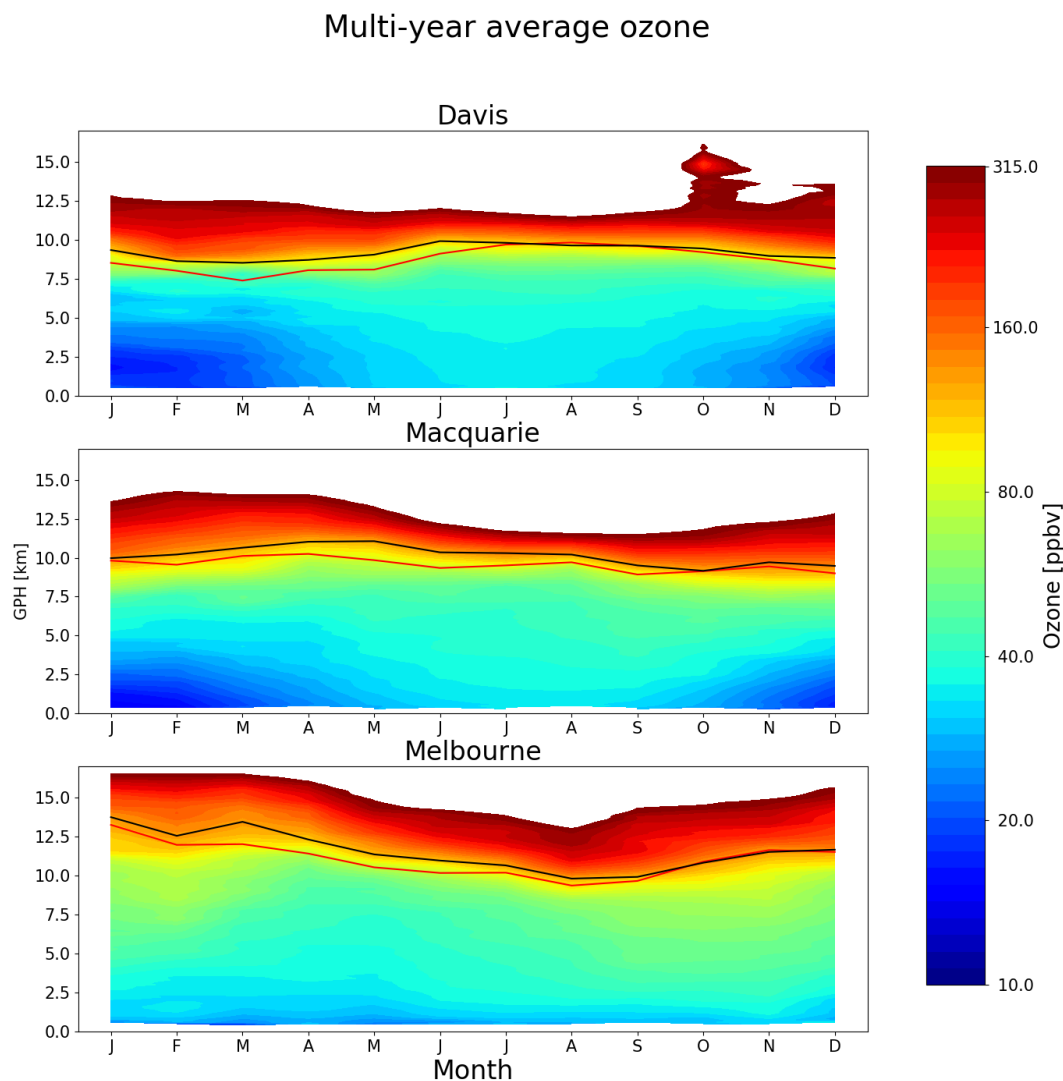 Multi-year average ozone
Davis
15.0
12.5
10.0
7.5
5.0
2.5
0.0
J F M A M J J A S O N D
Macquarie
GPH [km]
15.0
12.5
10.0
7.5
5.0
2.5
0.0
J F M A M J J A S O N D
Melbourne
15.0
12.5
10.0
7.5
5.0
2.5
0.0
J F M A M J J A S O N D
Month
315.0
160.0
80.0
40.0
20.0
10.0
Ozone [ppbv]